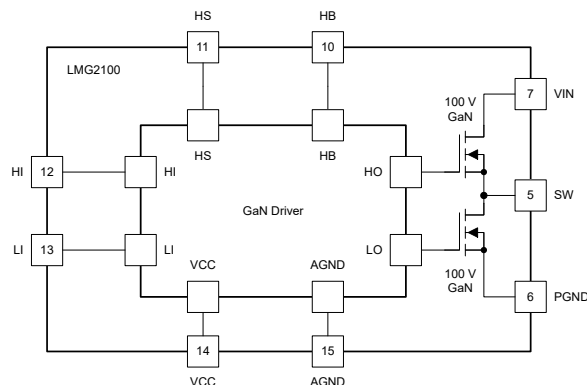 HS
HB
11
10
LMG2100
7
VIN
100 V
GaN
HS
HB
HI
12
HI
HO
5
SW
GaN Driver
LI
13
LI
LO
VCC
AGND
100 V
GaN
6
PGND
14
15
VCC
AGND